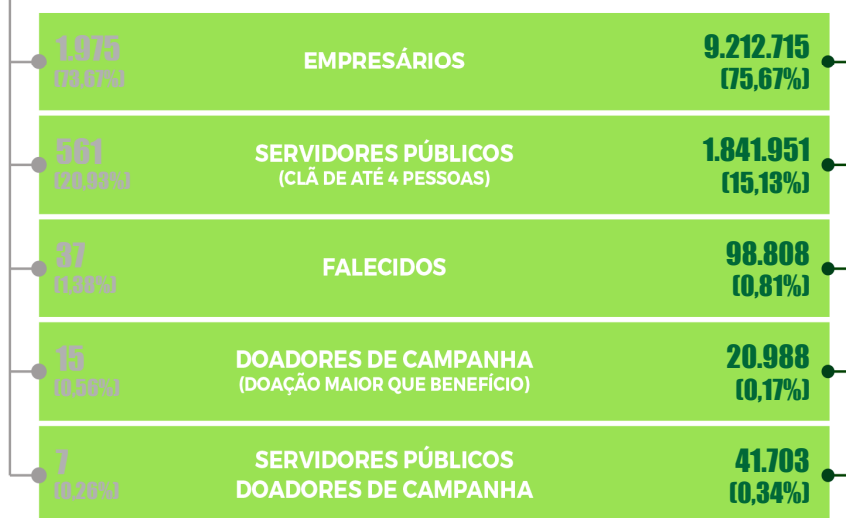 1.975
(73,67%)
EMPRESÁRIOS
9.212.715
(75,67%)
561
(20,93%)
SERVIDORES PÚBLICOS
(CLÃ DE ATÉ 4 PESSOAS)
1.841.951
(15,13%)
37
(1,38%)
FALECIDOS
98.808
(0,81%)
15
(0,56%)
DOADORES DE CAMPANHA
(DOAÇÃO MAIOR QUE BENEFÍCIO)
20.988
(0,17%)
7
(0,26%)
SERVIDORES PÚBLICOS
DOADORES DE CAMPANHA
41.703
(0,34%)